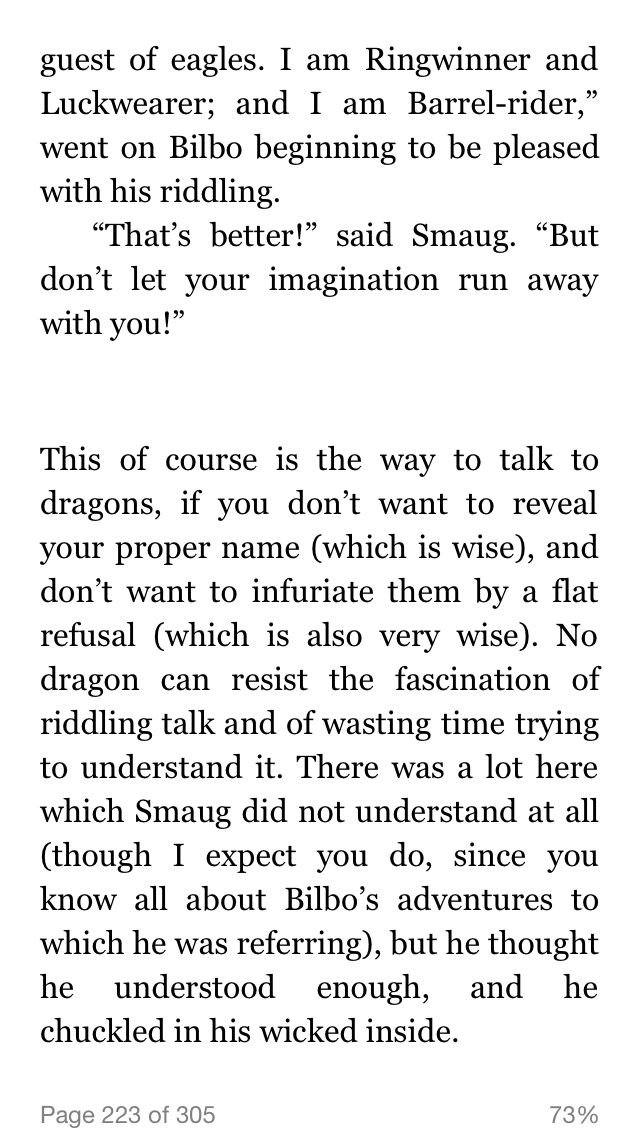 guest of eagles. I am Ringwinner and
Luckwearer; and I am Barrel-rider,”
went on Bilbo beginning to be pleased
with his riddling.
“That’s better!” said Smaug. “But
don’t let your imagination run away
with you!”
This of course is the way to talk to
dragons, if you don’t want to reveal
your proper name (which is wise), and
don’t want to infuriate them by a flat
refusal (which is also very wise). No
dragon can resist the fascination of
riddling talk and of wasting time trying
to understand it. There was a lot here
which Smaug did not understand at all
(though I expect you do, since you
know all about Bilbo’s adventures to
which he was referring), but he thought
he understood enough, and he
chuckled in his wicked inside.
Page 223 of 305 73%